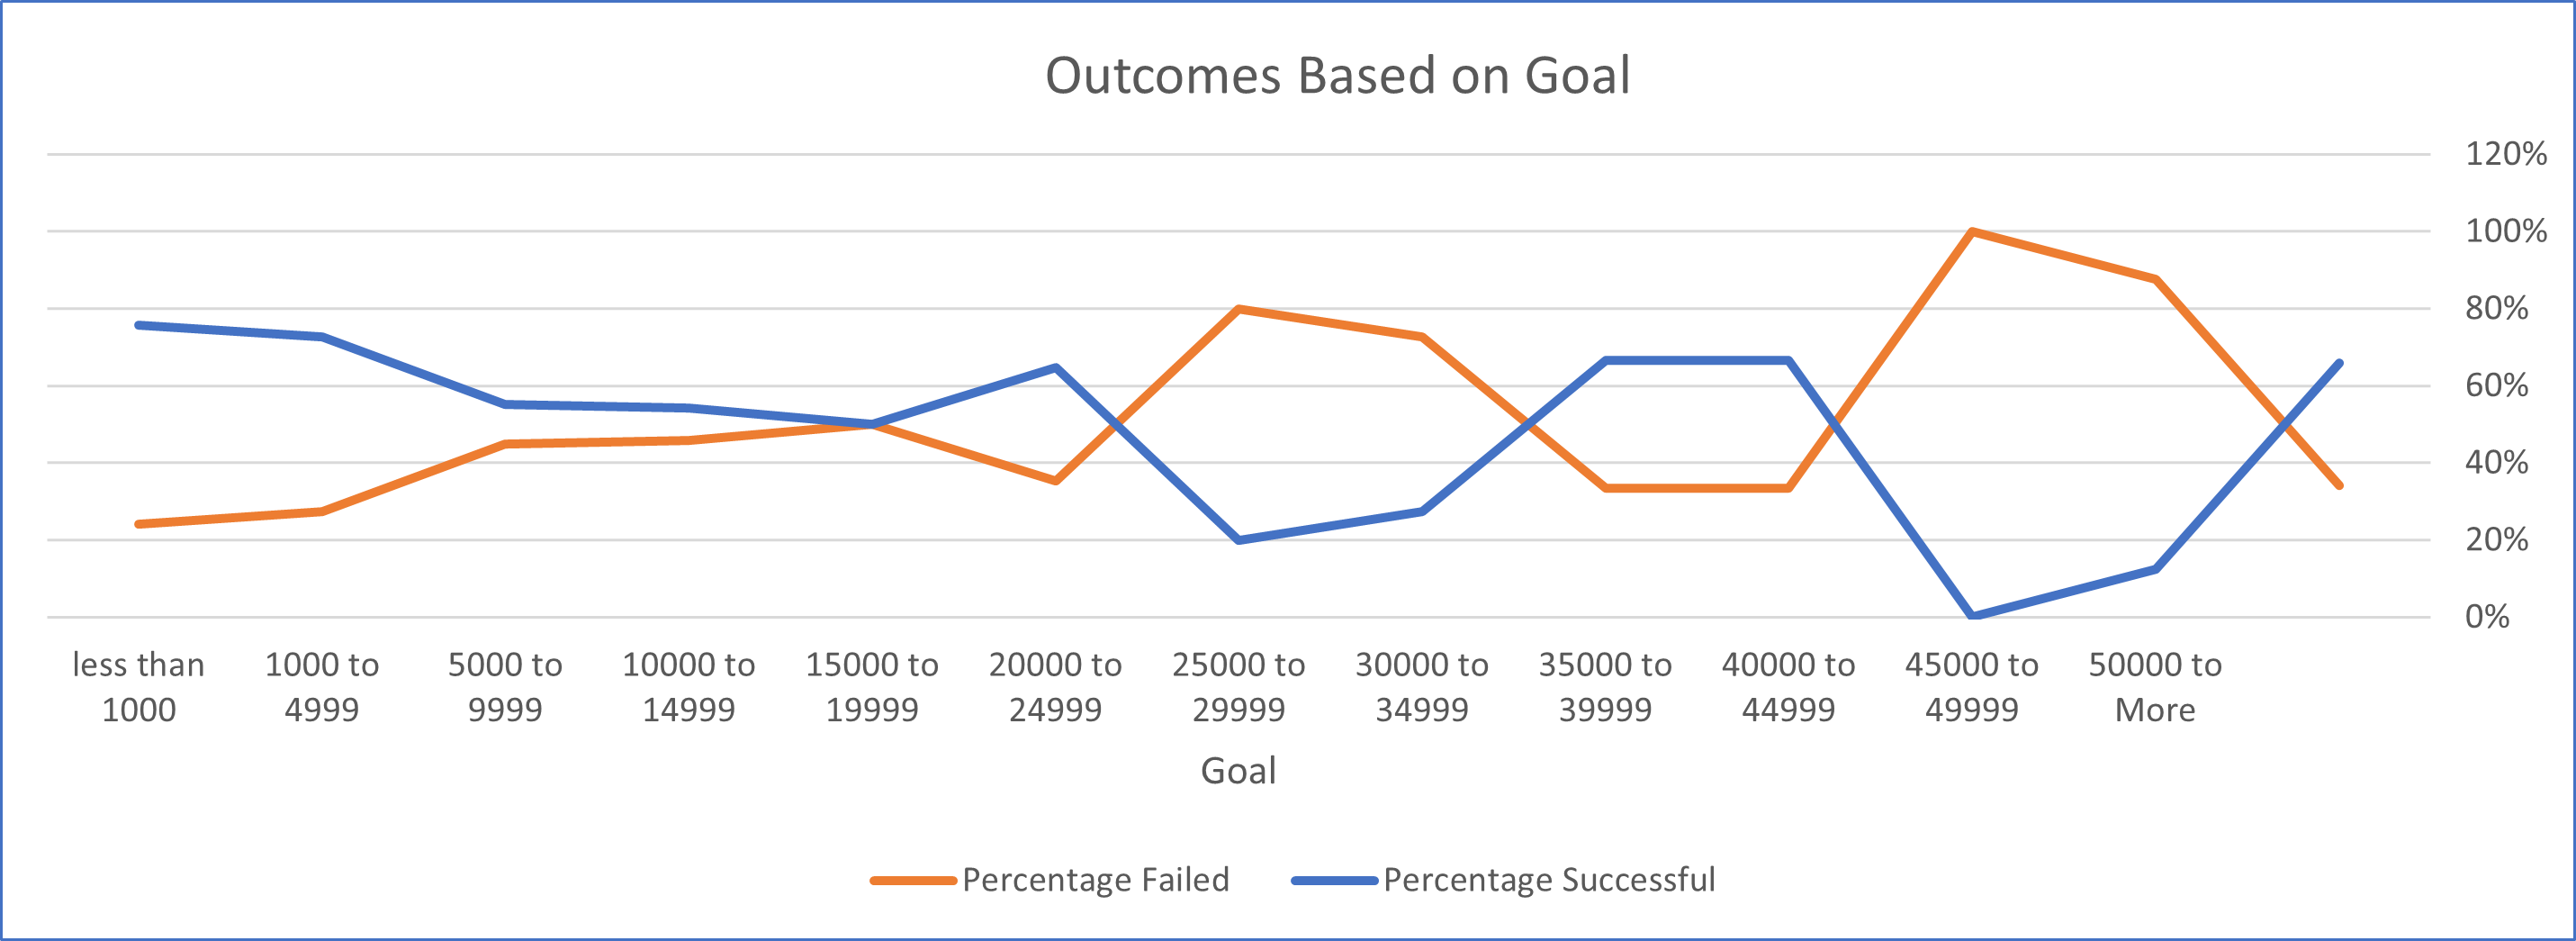 Outcomes Based on Goal
120%
100%
80%
60%
40%
20%
0%
less than 1000
1000 to 4999
5000 to 9999
10000 to 14999
15000 to 19999
20000 to 24999
25000 to 29999
30000 to 34999
35000 to 39999
40000 to 44999
45000 to 49999
50000 to More
Goal
Percentage Failed
Percentage Successful